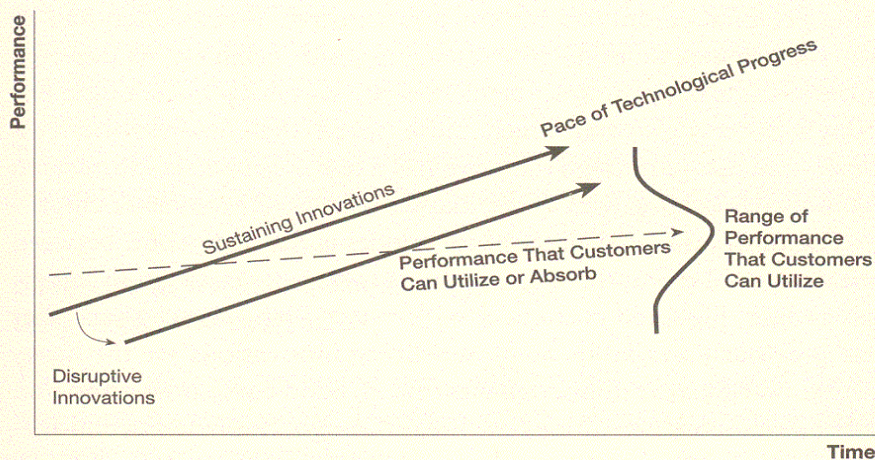 Performance
Pace of Technological Progress
Sustaining Innovations
Performance That Customers
Can Utilize or Absorb
Range of
Performance
That Customers
Can Utilize
Disruptive
Innovations
Time